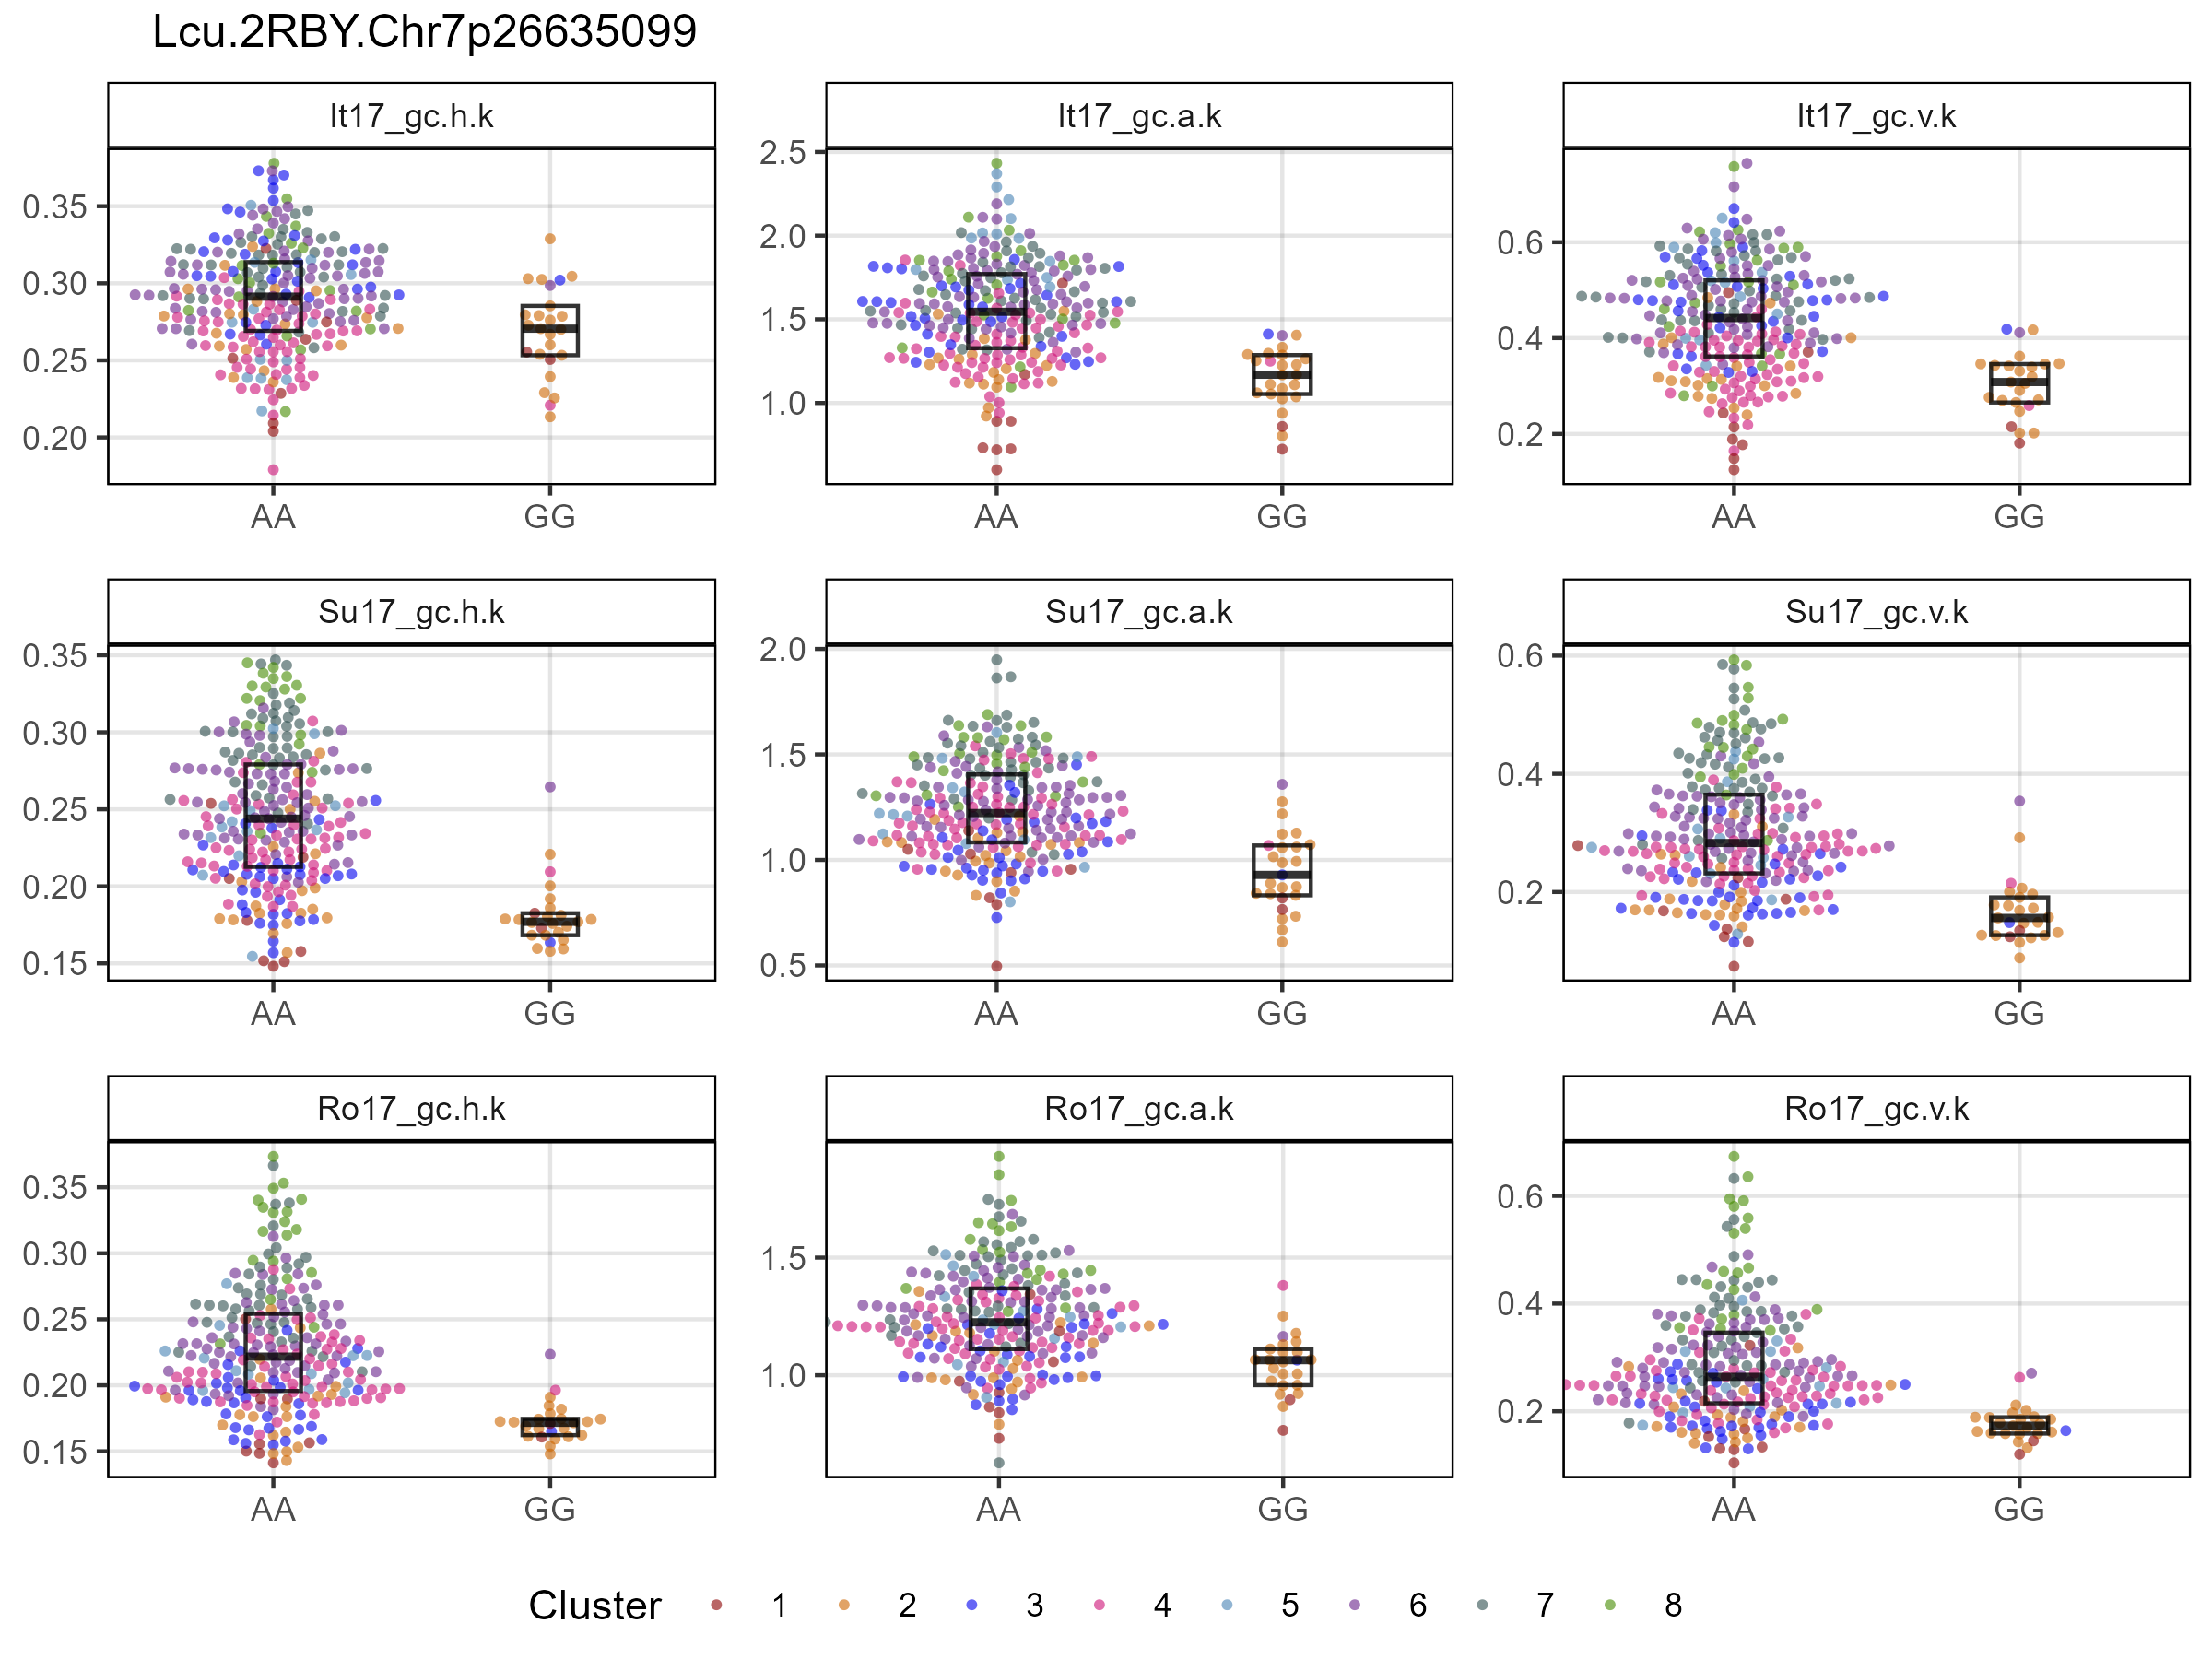 Lcu.2RBY.Chr7p26635099
It17_gc.h.k
It17_gc.a.k
It17_gc.v.k
0.35
0.30
0.25
0.20
2.5
2.0
1.5
1.0
0.6
0.4
0.2
AA GG
AA GG
AA GG
Su17_gc.h.k
Su17_gc.a.k
Su17_gc.v.k
0.35
0.30
0.25
0.20
0.15
2.0
1.5
1.0
0.5
0.6
0.4
0.2
AA GG
AA GG
AA GG
Ro17_gc.h.k
Ro17_gc.a.k
Ro17_gc.v.k
0.35
0.30
0.25
0.20
0.15
1.5
1.0
0.6
0.4
0.2
AA GG
AA GG
AA GG
Cluster 1 2 3 4 5 6 7 8